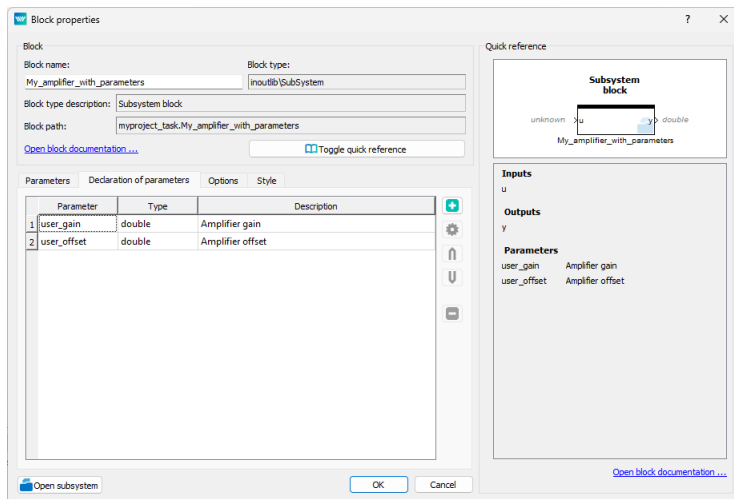 Block properties
? ×
Block
Block name:
Block type:
My_amplifier_with_parameters
inoutlib\SubSystem
Block type description:
Subsystem block
Block path:
myproject_task.My_amplifier_with_parameters
Open block documentation ...
Toggle quick reference
Parameters
Declaration of parameters
Options
Style
Parameter
Type
Description
1 user_gain double Amplifier gain
2 user_offset double Amplifier offset
Open subsystem
OK
Cancel
Quick reference
Subsystem
block
unknown
u
y
double
My_amplifier_with_parameters
Inputs
u
Outputs
y
Parameters
user_gain Amplifier gain
user_offset Amplifier offset
Open block documentation ...